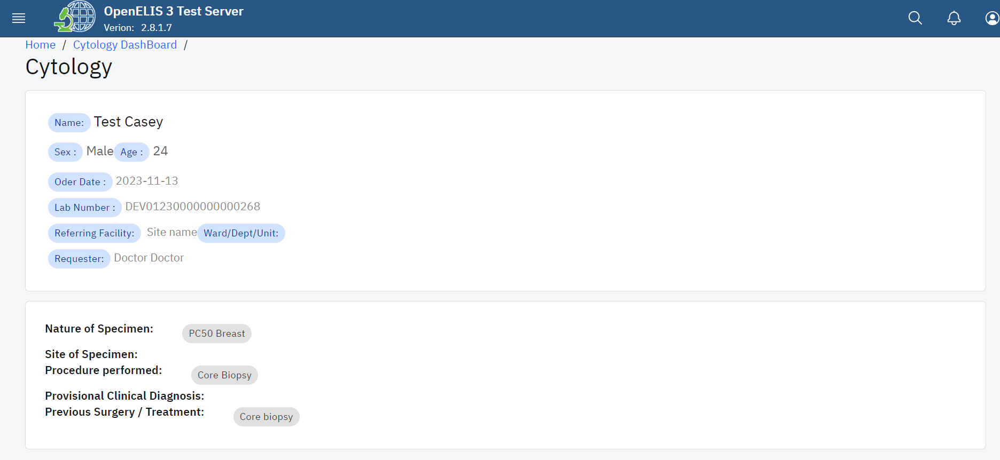 OpenELIS 3 Test Server
Verion: 2.8.1.7
Home / Cytology DashBoard /
Cytology
Name: Test Casey
Sex : Male Age : 24
Oder Date : 2023-11-13
Lab Number : DEV01230000000000268
Referring Facility: Site name Ward/Dept/Unit:
Requester: Doctor Doctor
Nature of Specimen: PC50 Breast
Site of Specimen:
Procedure performed: Core Biopsy
Provisional Clinical Diagnosis:
Previous Surgery / Treatment: Core biopsy